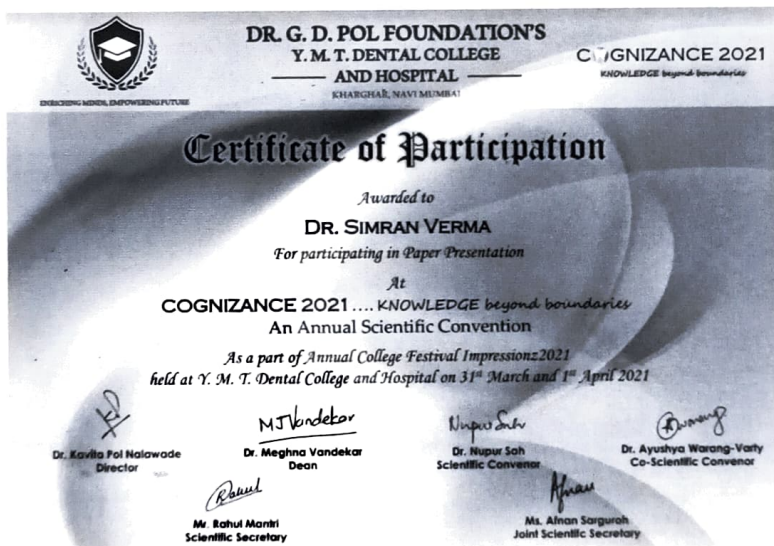 DR. G. D. POL FOUNDATION'S
Y. M. T. DENTAL COLLEGE
AND HOSPITAL
KHARGHAR, NAVI MUMBAI
ENRICHING MINDS, EMPOWERING FUTURE
COGNIZANCE 2021
KNOWLEDGE beyond boundaries
Certificate of Participation
Awarded to
DR. SIMRAN VERMA
For participating in Paper Presentation
At
COGNIZANCE 2021 .... KNOWLEDGE beyond boundaries
An Annual Scientific Convention
As a part of Annual College Festival Impressionz2021
held at Y. M. T. Dental College and Hospital on 31st March and 1st April 2021
MJVandekar
Nupur Sah
Dr. Kavita Pol Nalawade
Director
Dr. Meghna Vandekar
Dean
Dr. Nupur Sah
Scientific Convenor
Dr. Ayushya Warang-Varty
Co-Scientific Convenor
Rahul
Afnan
Mr. Rahul Mantri
Scientific Secretary
Ms. Afnan Sarguroh
Joint Scientific Secretary